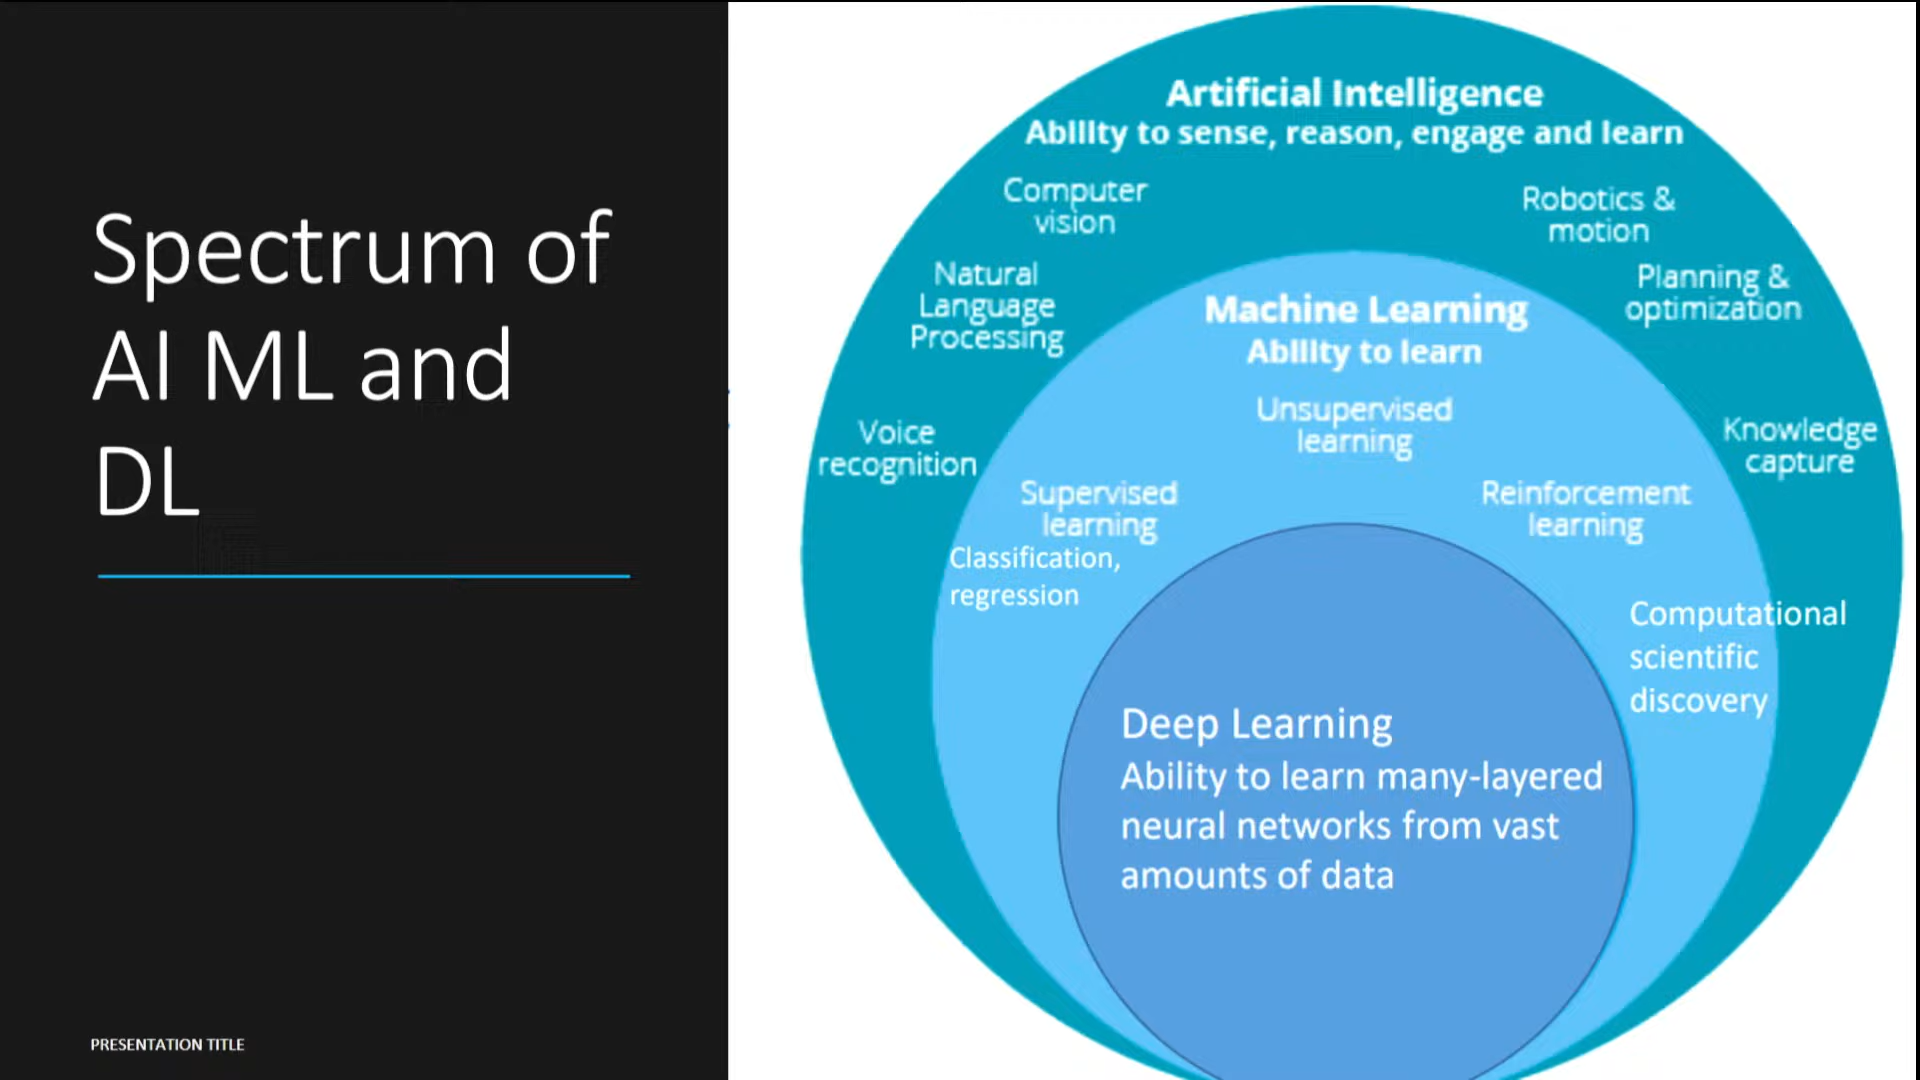 Spectrum of
AI ML and
DL
PRESENTATION TITLE
Artificial Intelligence
Ability to sense, reason, engage and learn
Computer
vision
Robotics &
motion
Natural
Language
Processing
Planning &
optimization
Voice
recognition
Knowledge
capture
Machine Learning
Ability to learn
Unsupervised
learning
Supervised
learning
Classification,
regression
Reinforcement
learning
Computational
scientific
discovery
Deep Learning
Ability to learn many-layered
neural networks from vast
amounts of data